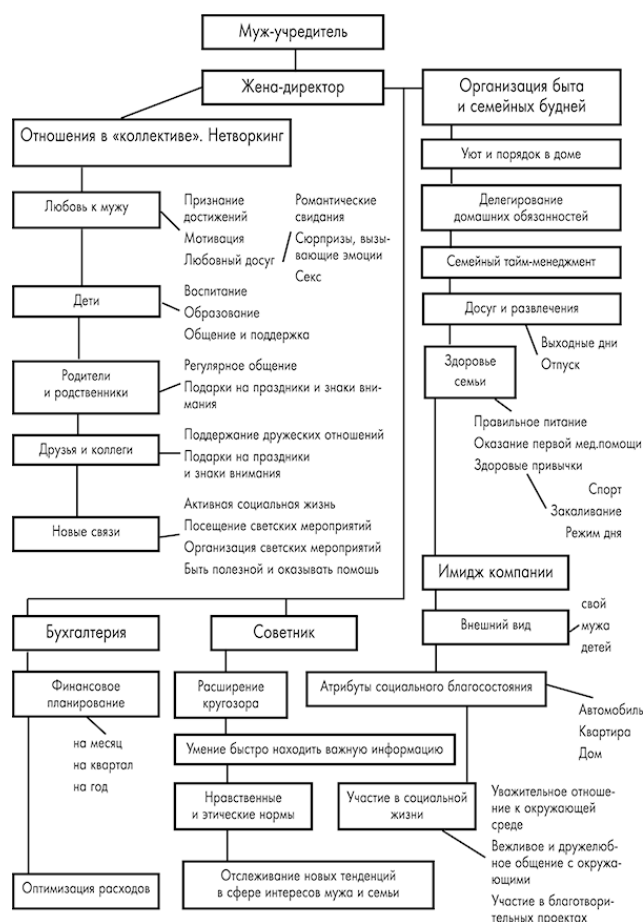 Муж-учредитель
Жена-директор
Организация быта
и семейных будней
Отношения в «коллективе». Нетворкинг
Уют и порядок в доме
Любовь к мужу
Признание
достижений
Мотивация
Любовный досуг
Романтические
свидания
Сюрпризы, вызы-
вающие эмоции
Секс
Делегирование
домашних обязанностей
Семейный тайм-менеджмент
Дети
Воспитание
Образование
Общение и поддержка
Досуг и развлечения
Выходные дни
Отпуск
Родители
и родственники
Регулярное общение
Подарки на праздники и знаки вни-
мания
Здоровье
семьи
Правильное питание
Оказание первой мед.помощи
Здоровые привычки
Спорт
Закаливание
Режим дня
Друзья и коллеги
Поддержание дружеских отношений
Подарки на праздники
и знаки внимания
Новые связи
Активная социальная жизнь
Посещение светских мероприятий
Организация светских мероприятий
Быть полезной и оказывать помошь
Имидж компании
Внешний вид
свой
мужа
детей
Бухгалтерия
Советник
Финансовое
планирование
на месяц
на квартал
на год
Расширение
кругозора
Атрибуты социального благосостояния
Автомобиль
Квартира
Дом
Умение быстро находить важную информацию
Нравственные
и этические нормы
Участие в социальной
жизни
Уважительное отноше-
ние к окружающей
среде
Вежливое и дружелюб-
ное общение с окружа-
ющими
Участие в благотвори-
тельных проектах
Оптимизация расходов
Отслеживание новых тенденций
в сфере интересов мужа и семьи